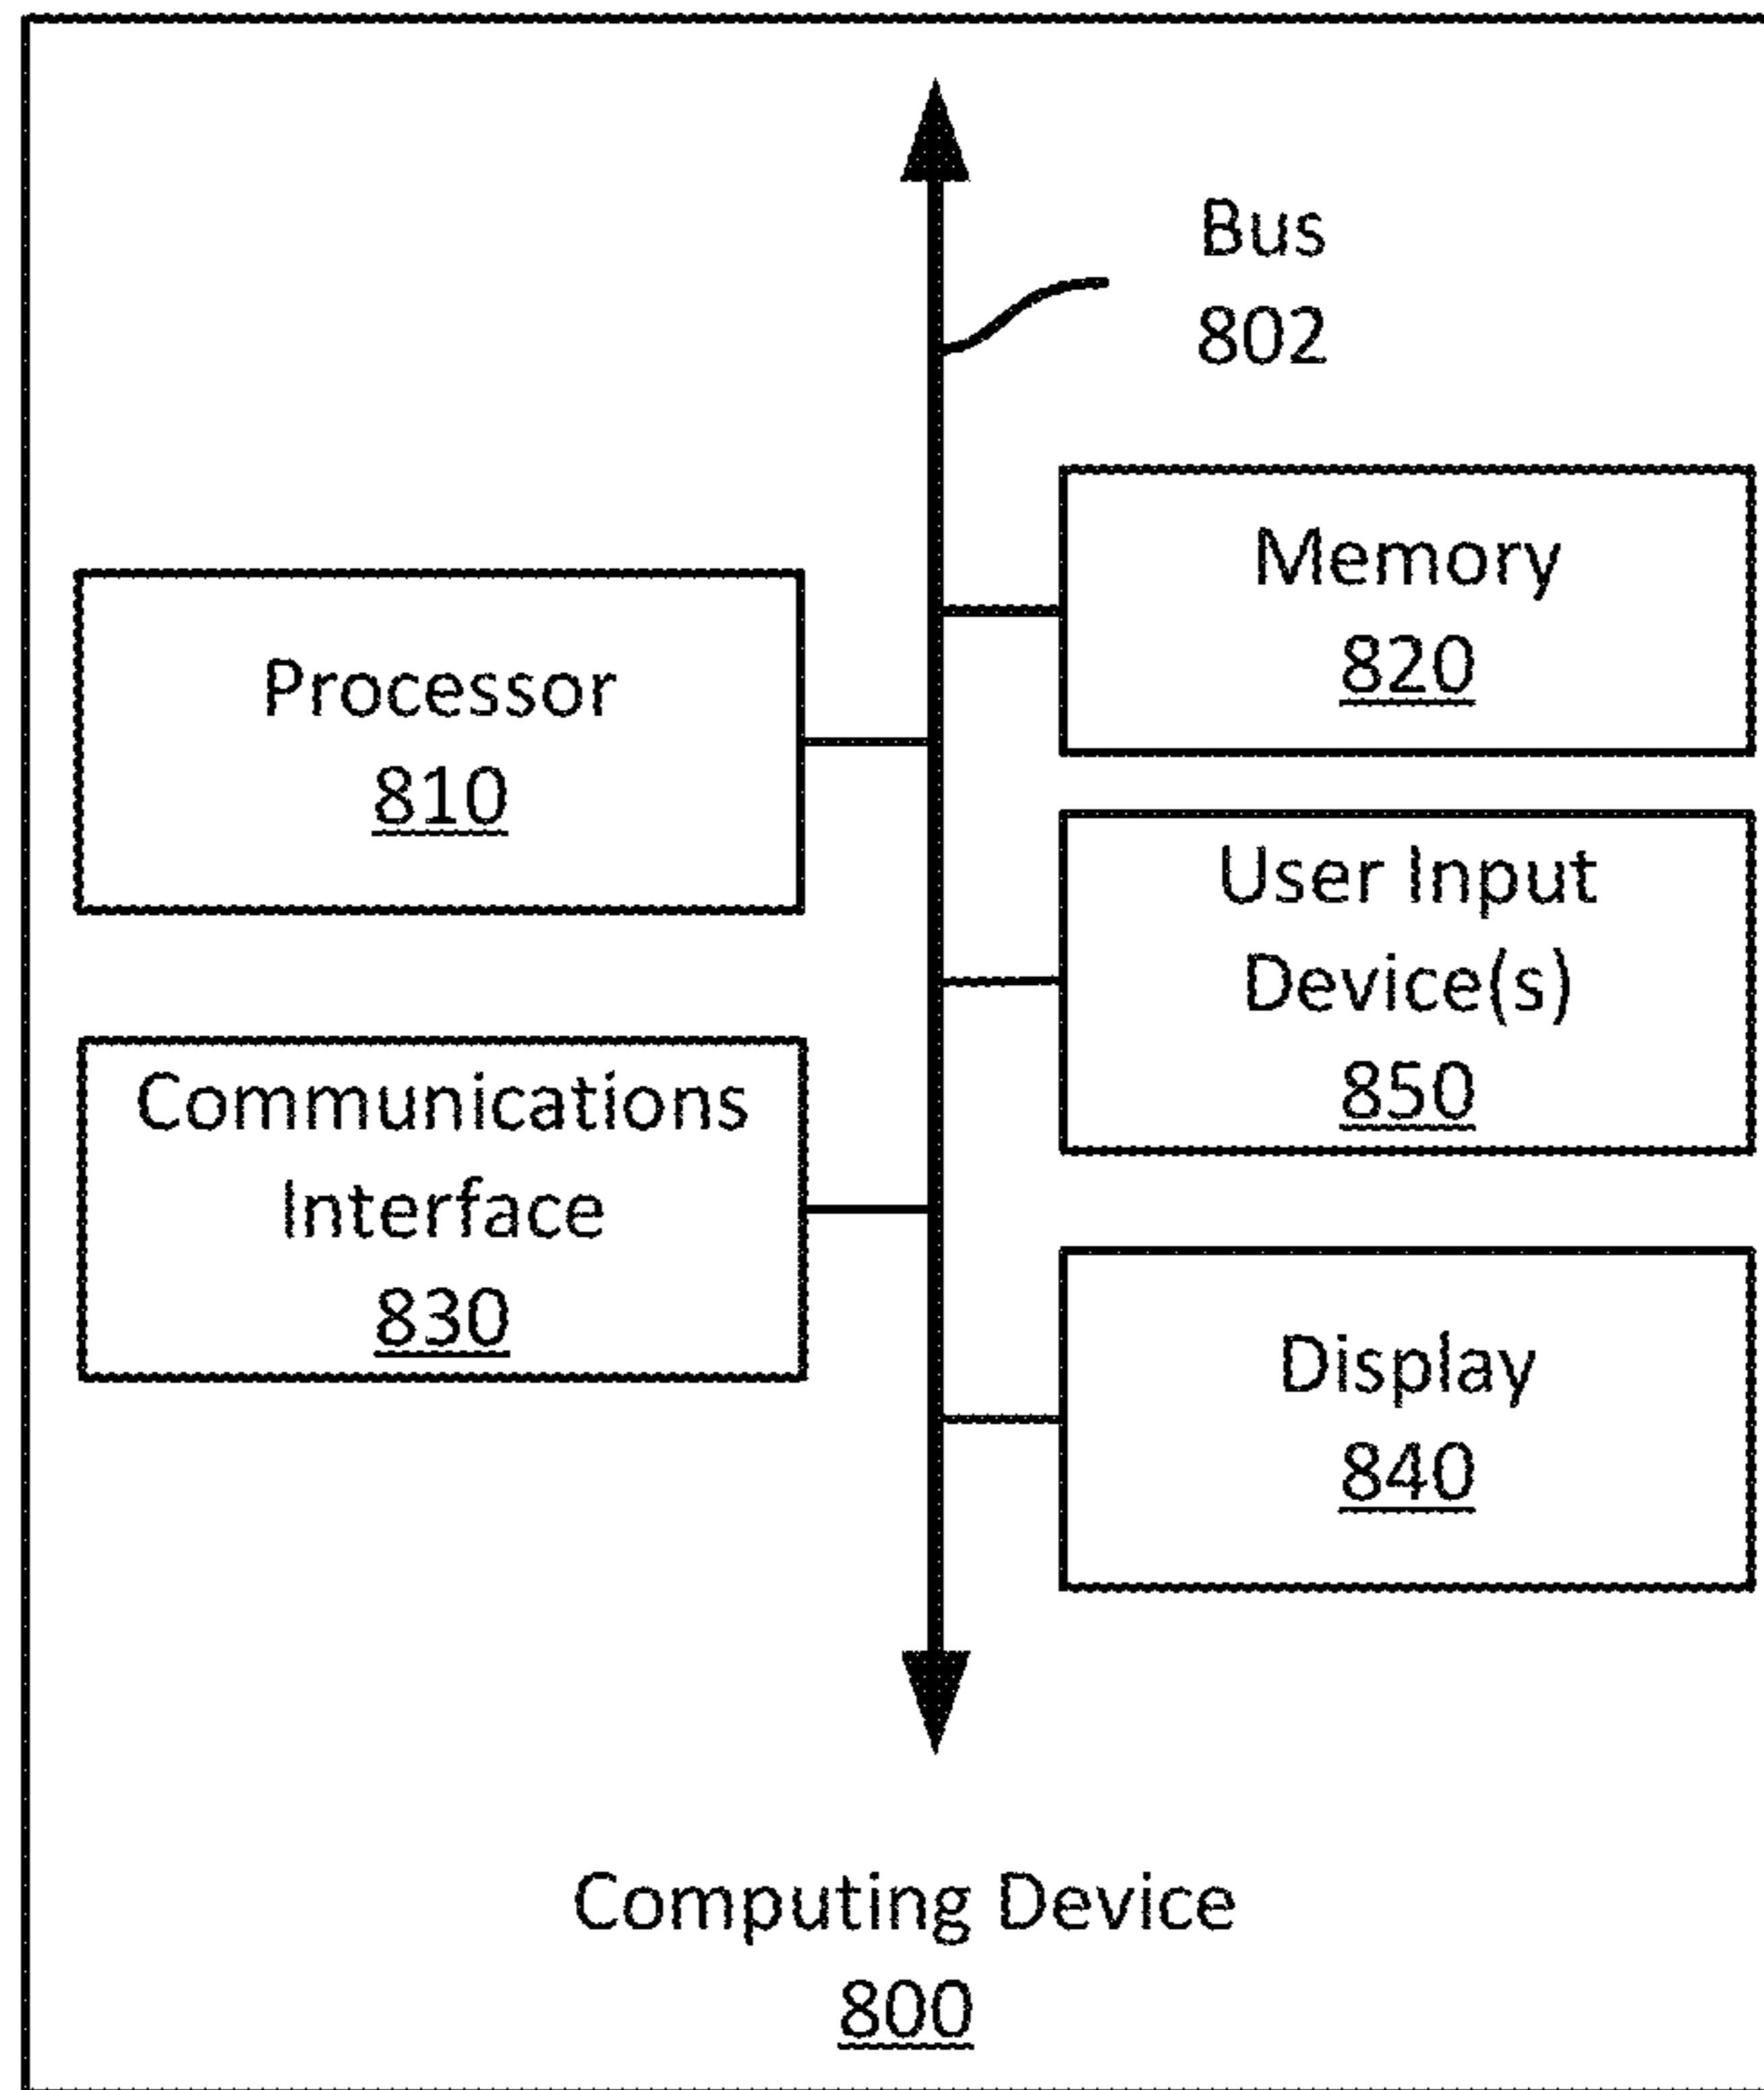 Bus
802
Memory
820
Processor
810
User Input
Device(s)
850
Communications
Interface
830
Display
840
Computing Device
800